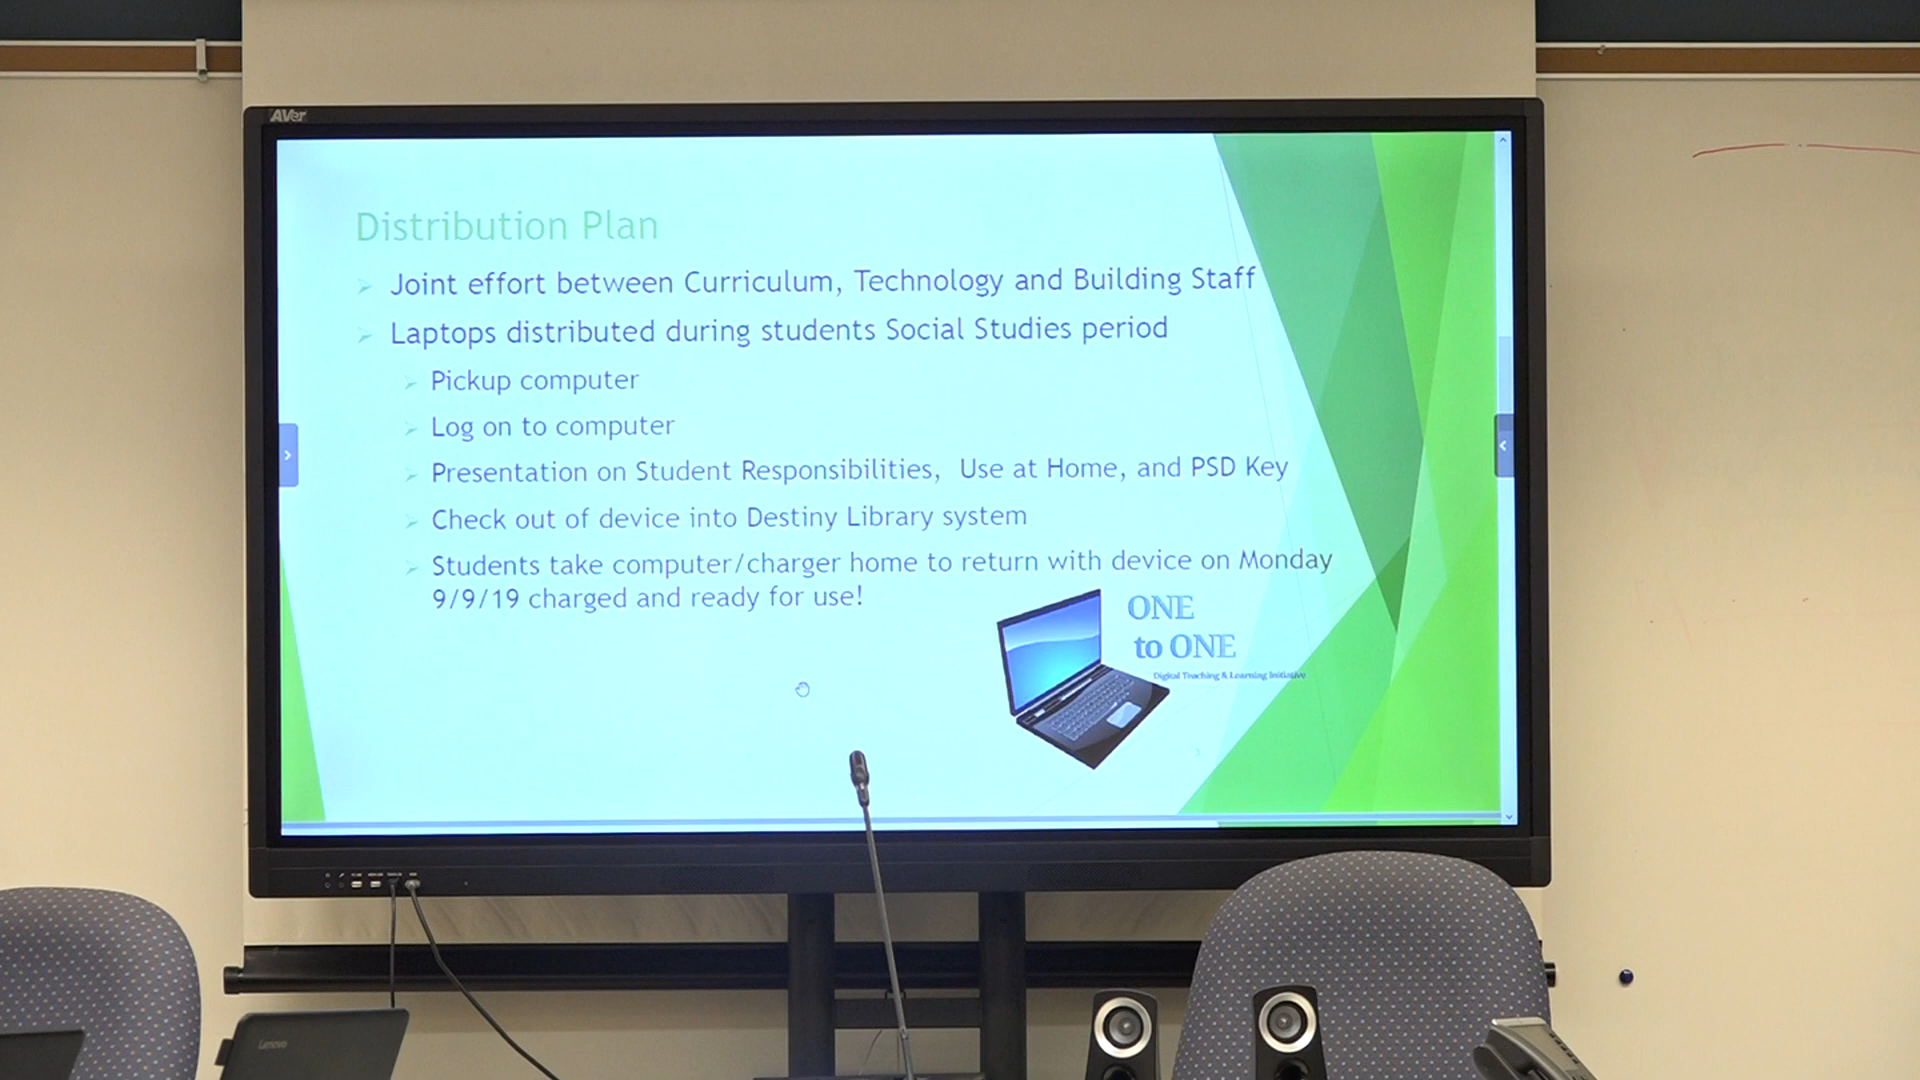 AVer
Distribution Plan
Joint effort between Curriculum, Technology and Building Staff
Laptops distributed during students Social Studies period
Pickup computer
Log on to computer
Presentation on Student Responsibilities, Use at Home, and PSD Key
Check out of device into Destiny Library system
Students take computer/charger home to return with device on Monday
9/9/19 charged and ready for use!
ONE
to ONE
Digital Teaching & Learning Initiative
Lenovo